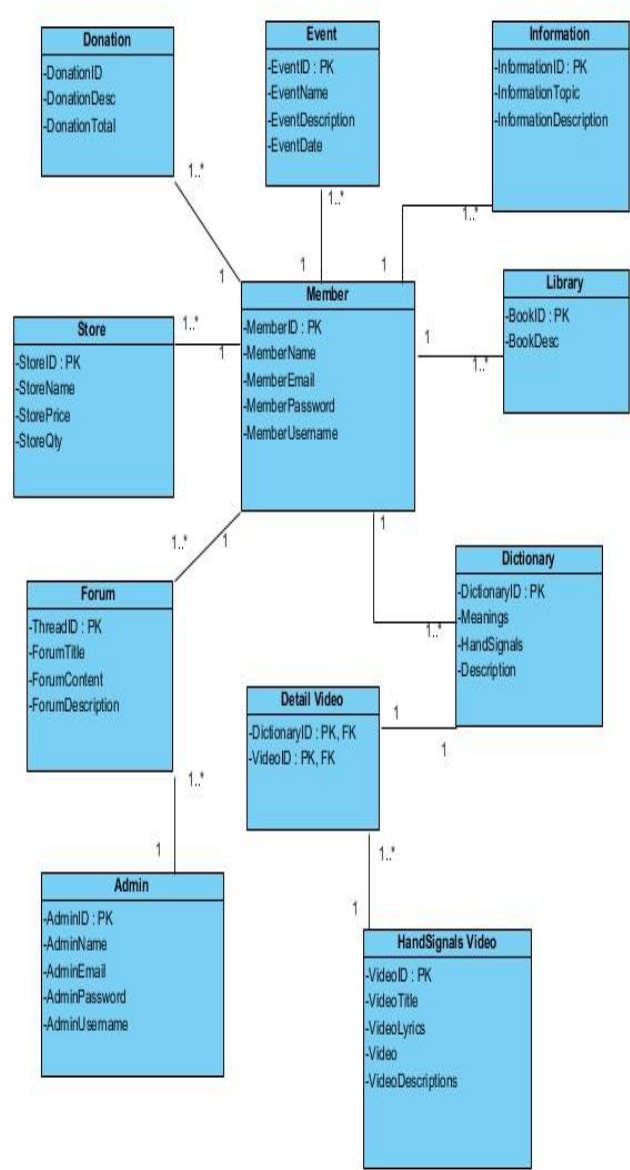 Donation
-DonationID
-DonationDesc
-DonationTotal
Event
-EventID : PK
-EventName
-EventDescription
-EventDate
Information
-InformationID : PK
-InformationTopic
-InformationDescription
1..*
1..*
1..*
1
1
1
Member
-MemberID : PK
-MemberName
-MemberEmail
-MemberPassword
-MemberUsername
Store
-StoreID : PK
-StoreName
-StorePrice
-StoreQty
1..*
1
Library
-BookID : PK
-BookDesc
1
1..*
1..*
1
1
Forum
-ThreadID : PK
-ForumTitle
-ForumContent
-ForumDescription
Dictionary
-DictionaryID : PK
-Meanings
-HandSignals
-Description
1..*
Detail Video
-DictionaryID : PK, FK
-VideoID : PK, FK
1
1
1..*
1
1..*
1
Admin
-AdminID : PK
-AdminName
-AdminEmail
-AdminPassword
-AdminUsername
HandSignals Video
-VideoID : PK
-VideoTitle
-VideoLyrics
-Video
-VideoDescriptions